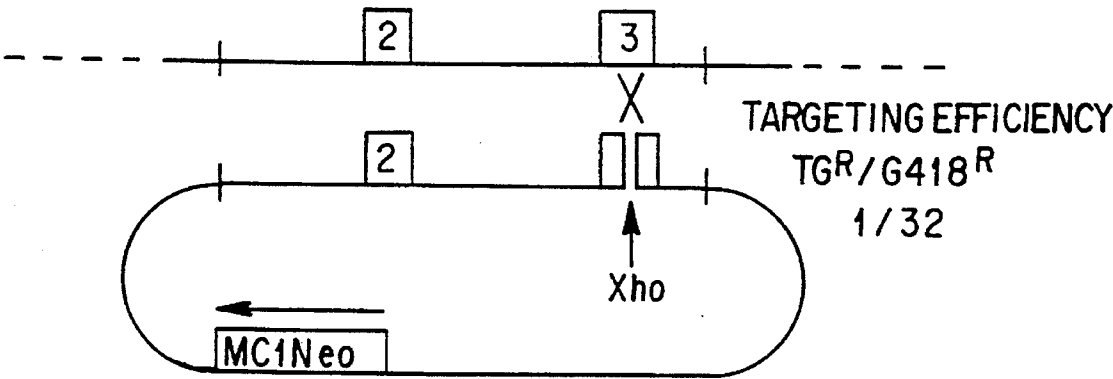 2
3
X
2
TARGETING EFFICIENCY
TGᴿ/G418ᴿ
1/32
Xho
MC1Neo